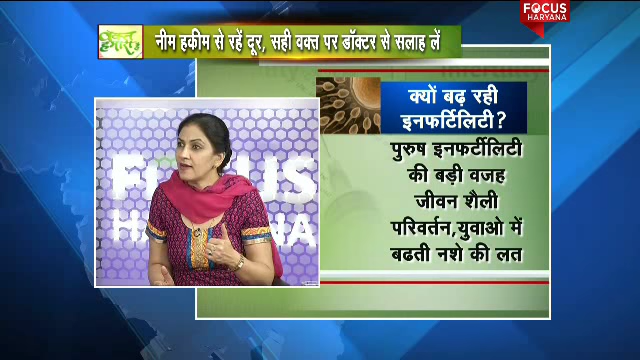 FOCUS
HARYANA
नीम हकीम से रहें दूर, सही वक्त पर डॉक्टर से सलाह लें
क्यों बढ़ रही
इनफर्टिलिटी?
पुरुष इनफर्टीलिटी
की बड़ी वजह
जीवन शैली
परिवर्तन,युवाओ में
बढती नशे की लत